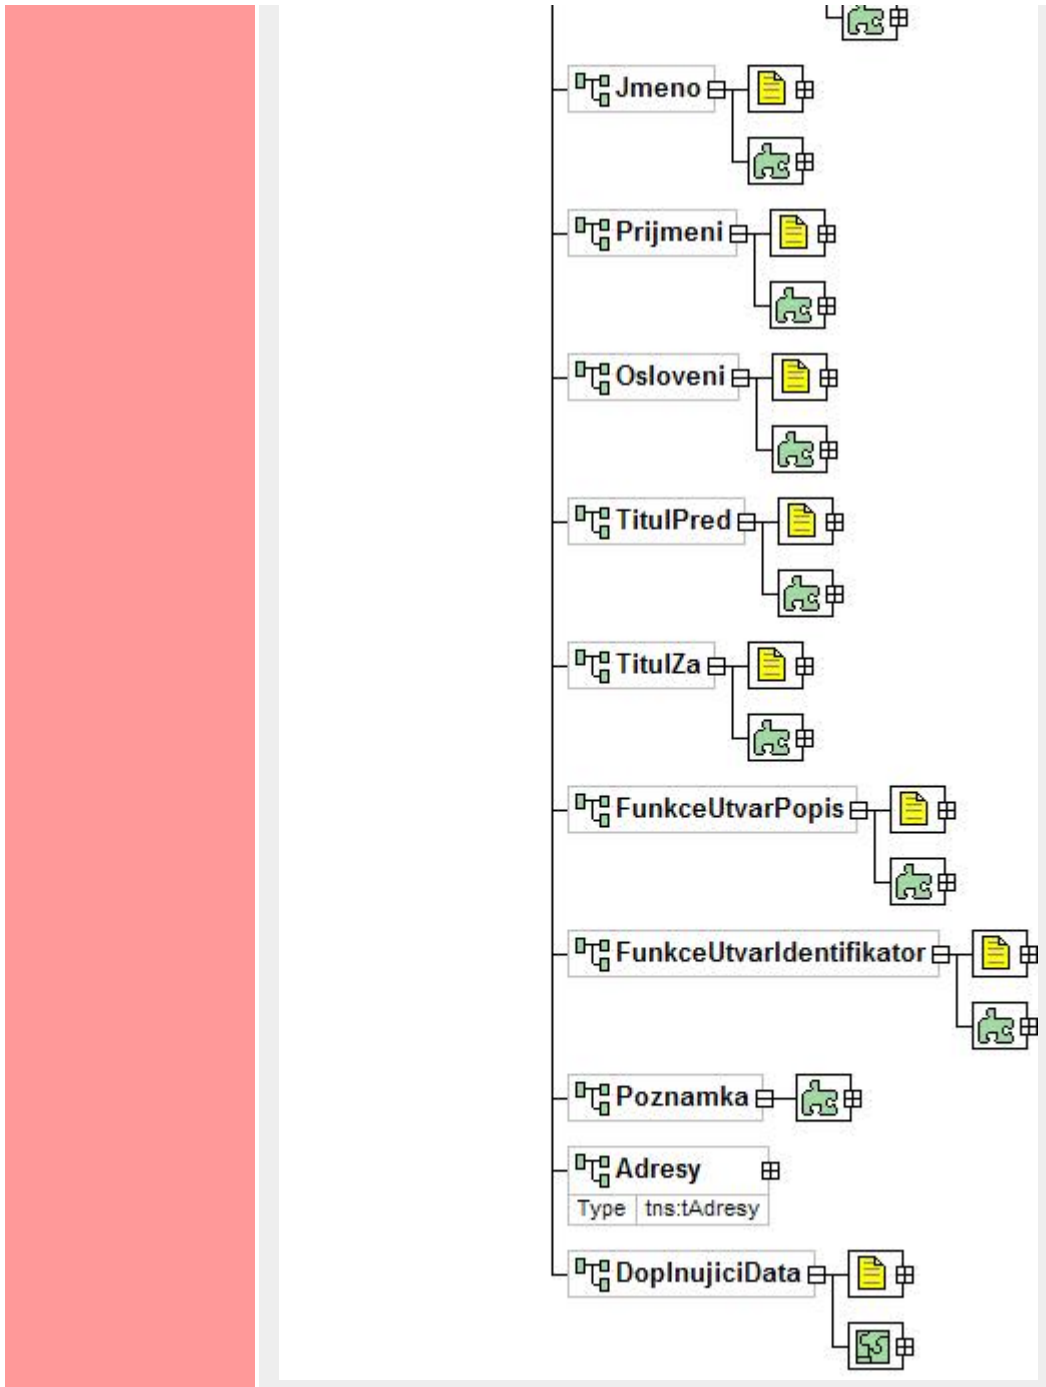 Jmeno
Prijmeni
Osloveni
TitulPred
TitulZa
FunkceUtvarPopis
FunkceUtvarIdentifikator
Poznamka
Adresy
Type tns:tAdresy
DoplnujiciData